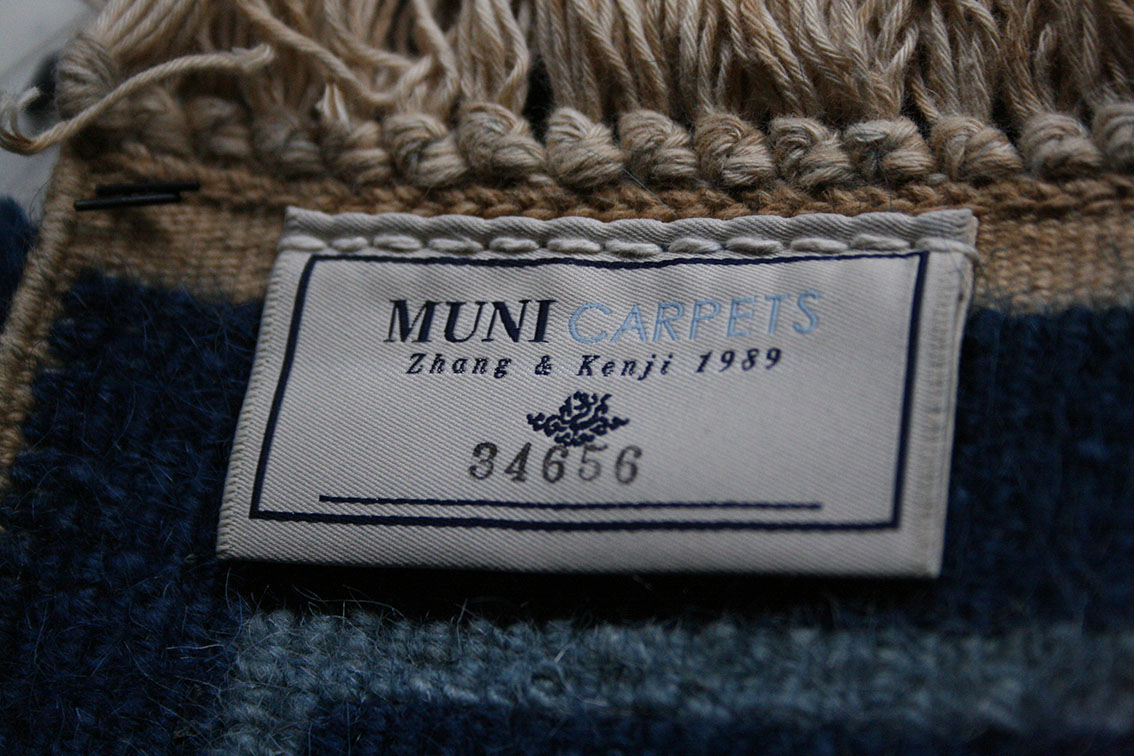 MUNI CARPETS
Zhang & Kenji 1989
34656